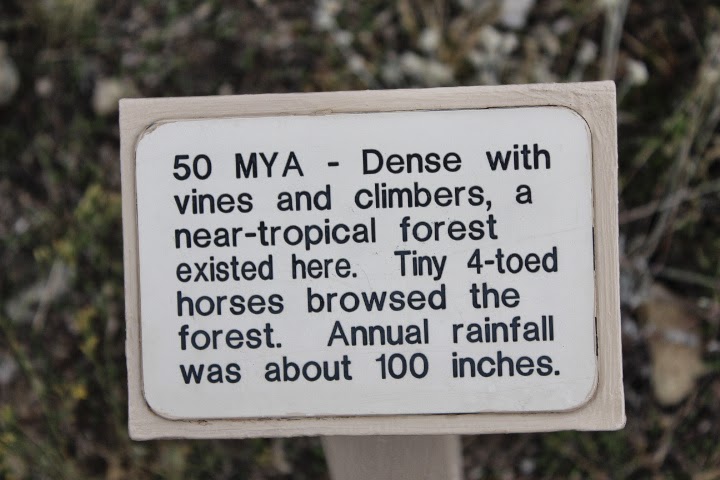 50 MYA - Dense with
vines and climbers, a
near-tropical forest
existed here. Tiny 4-toed
horses browsed the
forest. Annual rainfall
was about 100 inches.